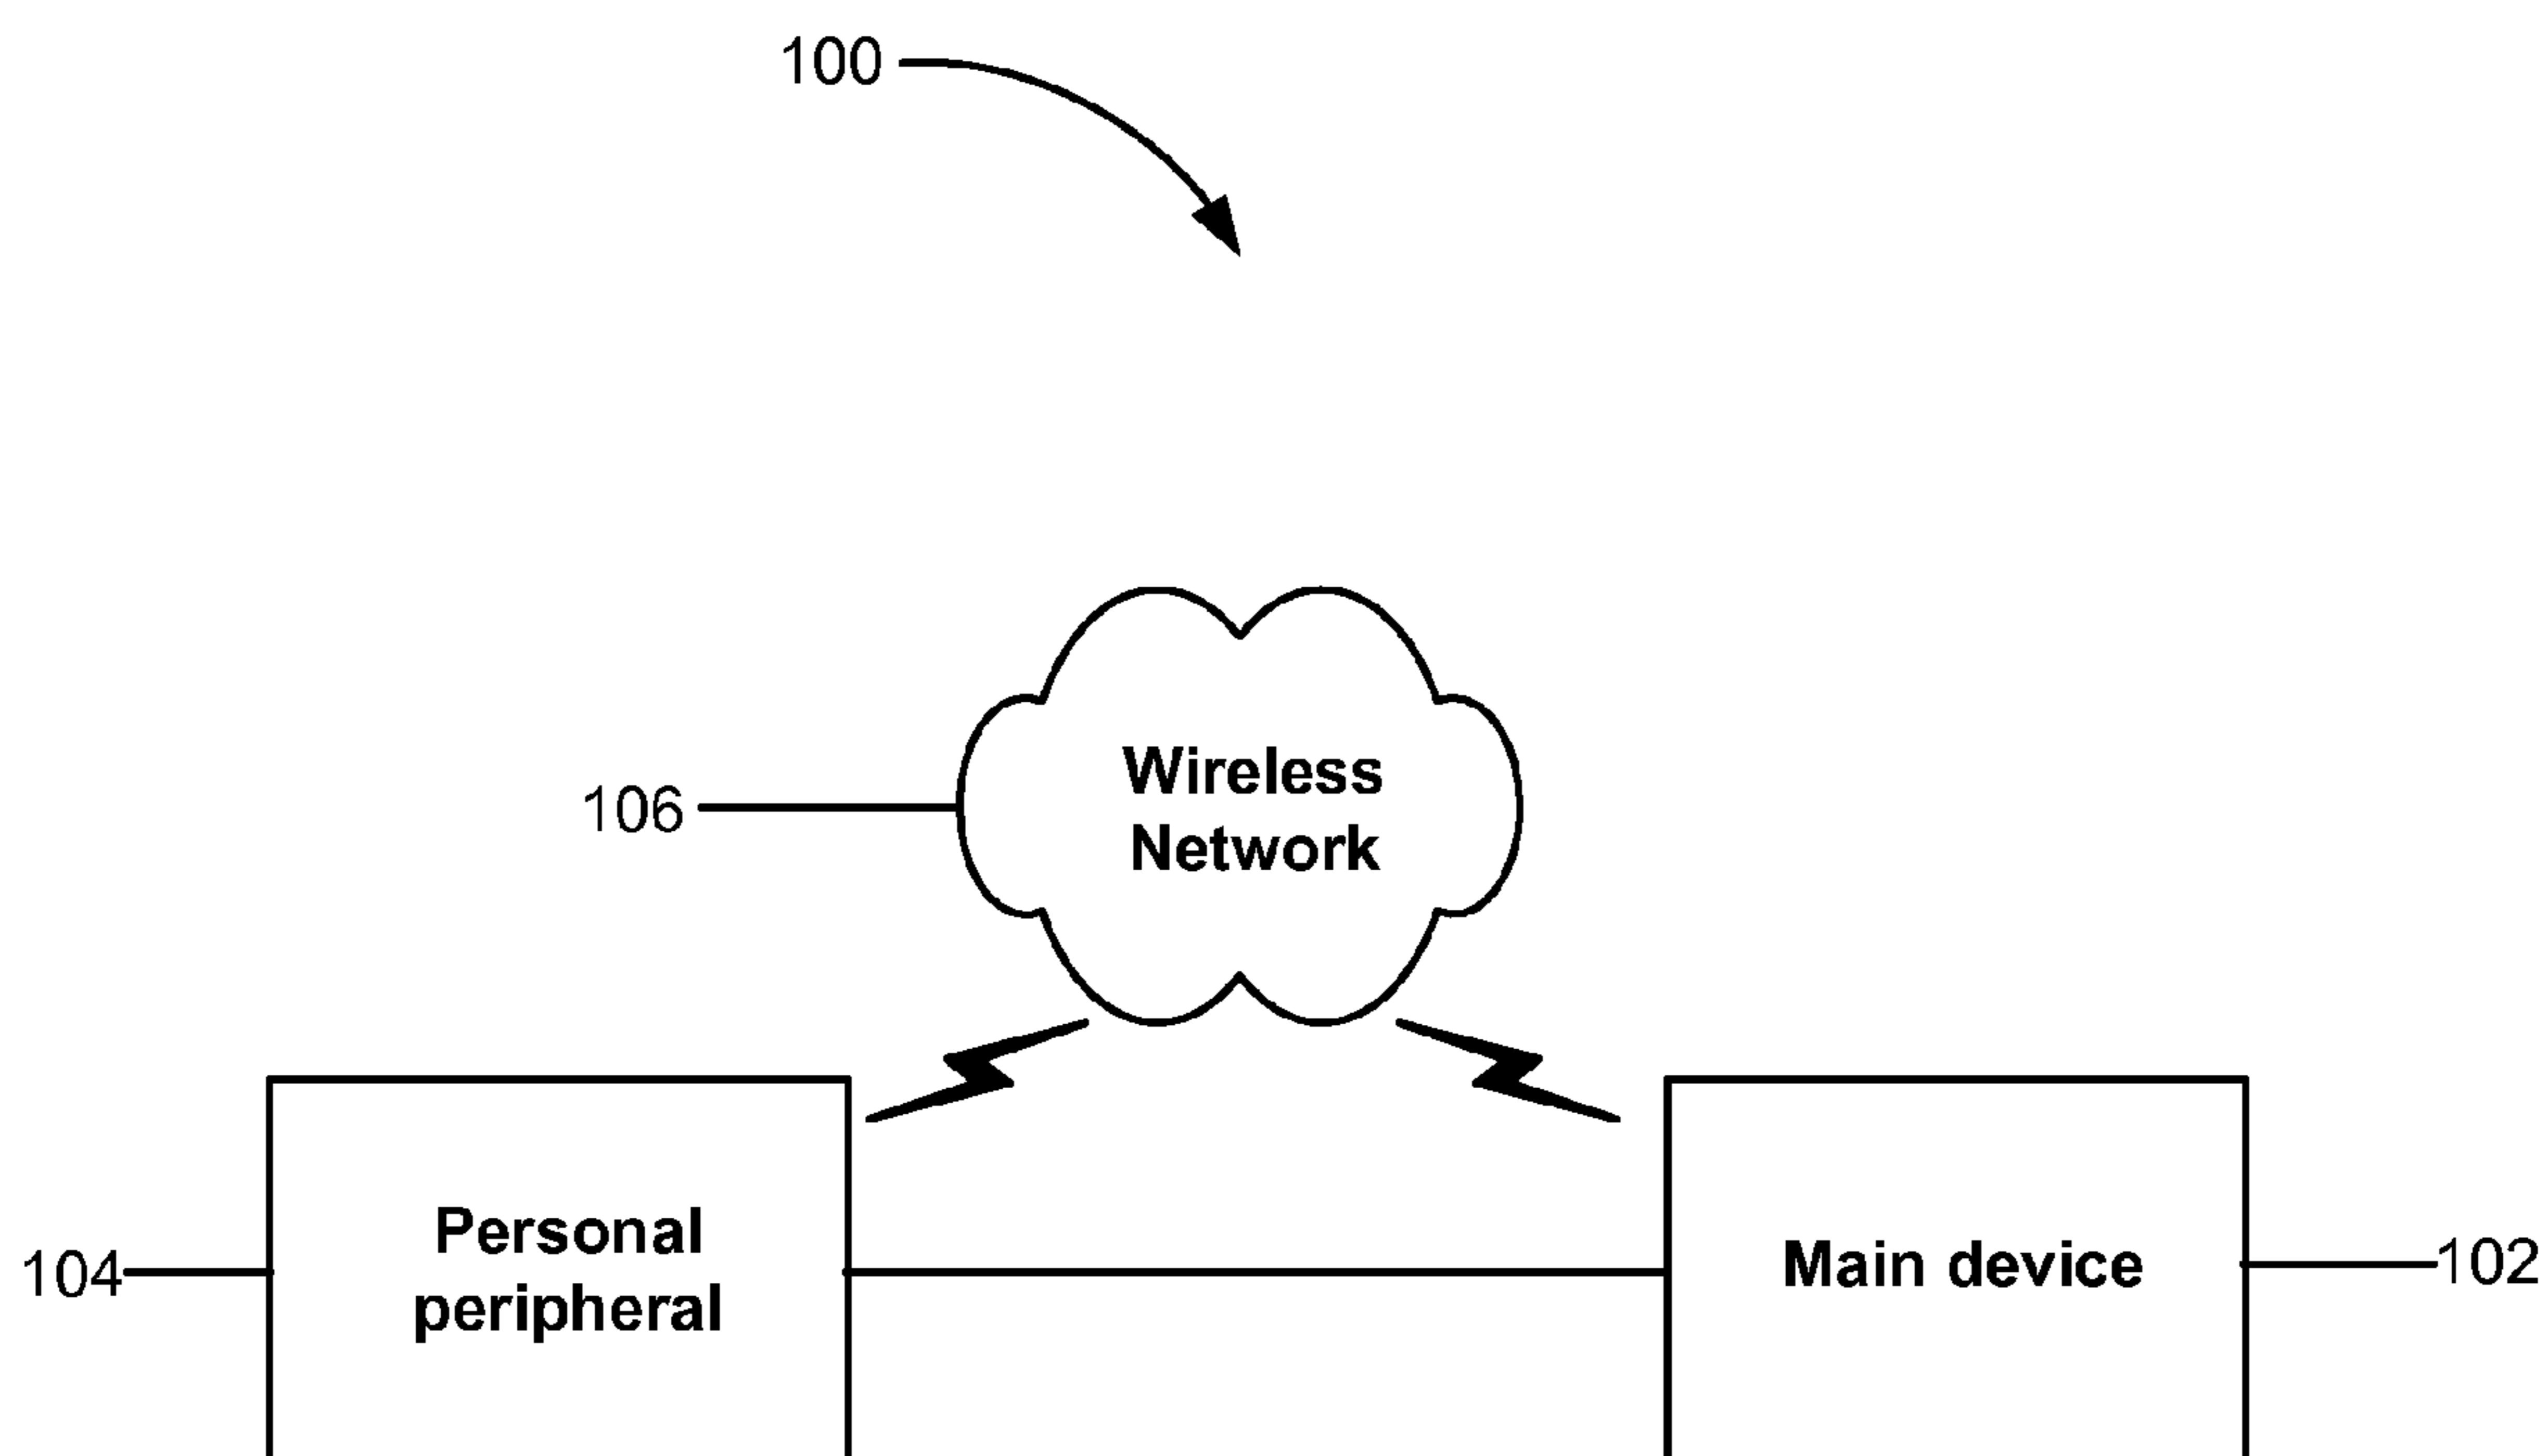 100
Wireless
Network
106
Personal
peripheral
104
Main device
102